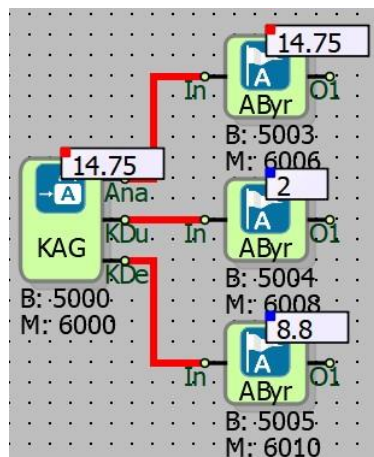 14.75
A
In
O1
AByr
B: 5003
M: 6006
14.75
A
Ana
KAG
KDu
KDe
B: 5000
M: 6000
2
In
O1
AByr
B: 5004
M: 6008
8.8
A
In
O1
AByr
B: 5005
M: 6010